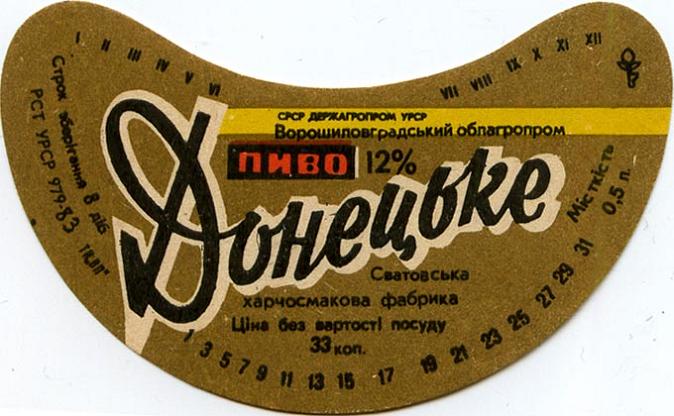 I II III IV V VI VII VIII IX X XI XII
СРСР ДЕРЖАГРОПРОМ УРСР
Ворошиловградський облагропром
ПИВО 12%
Донецьке
Сватовська
харчосмакова фабрика
Ціна без вартості посуду
33 коп.
Строк зберігання 8 діб
РСТ УРСР 979-83
Місткість
0,5 л.
1 3 5 7 9 11 13 15 17 19 21 23 25 27 29 31